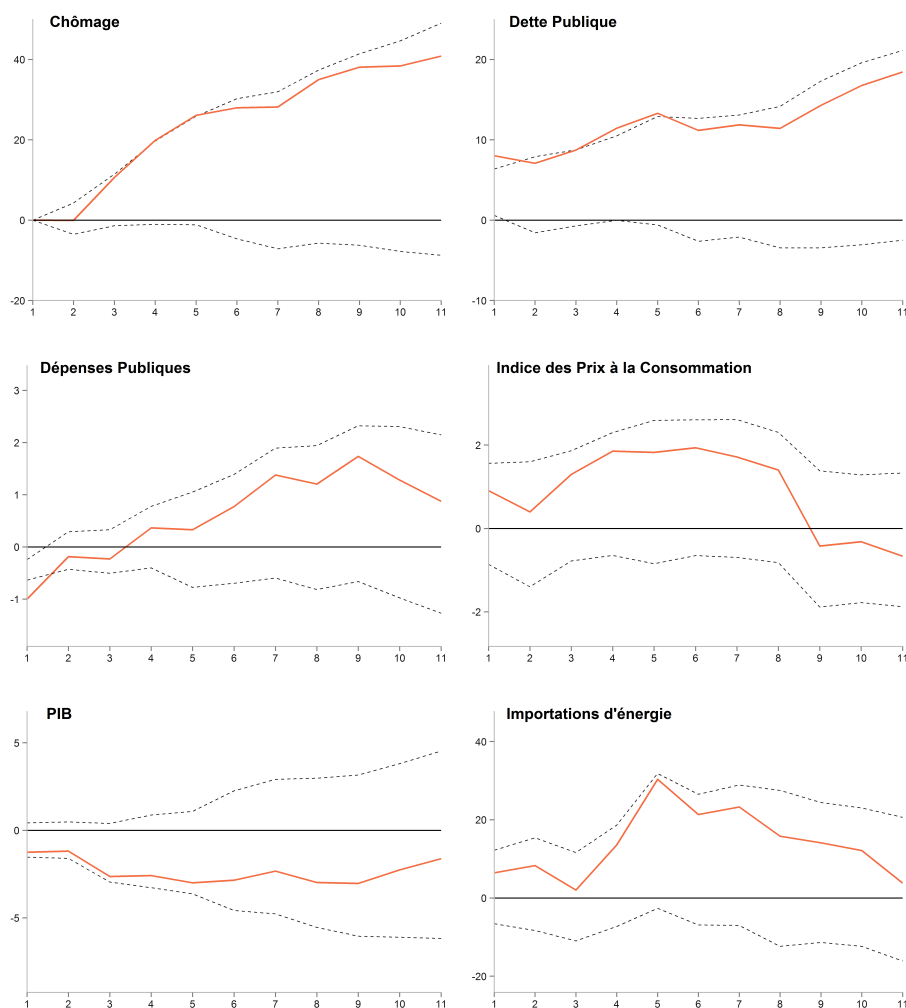 Chômage
40
20
0
-20
1 2 3 4 5 6 7 8 9 10 11
Dette Publique
20
10
0
-10
1 2 3 4 5 6 7 8 9 10 11
Dépenses Publiques
3
2
1
0
-1
1 2 3 4 5 6 7 8 9 10 11
Indice des Prix à la Consommation
2
0
-2
1 2 3 4 5 6 7 8 9 10 11
PIB
5
0
-5
1 2 3 4 5 6 7 8 9 10 11
Importations d'énergie
40
20
0
-20
1 2 3 4 5 6 7 8 9 10 11